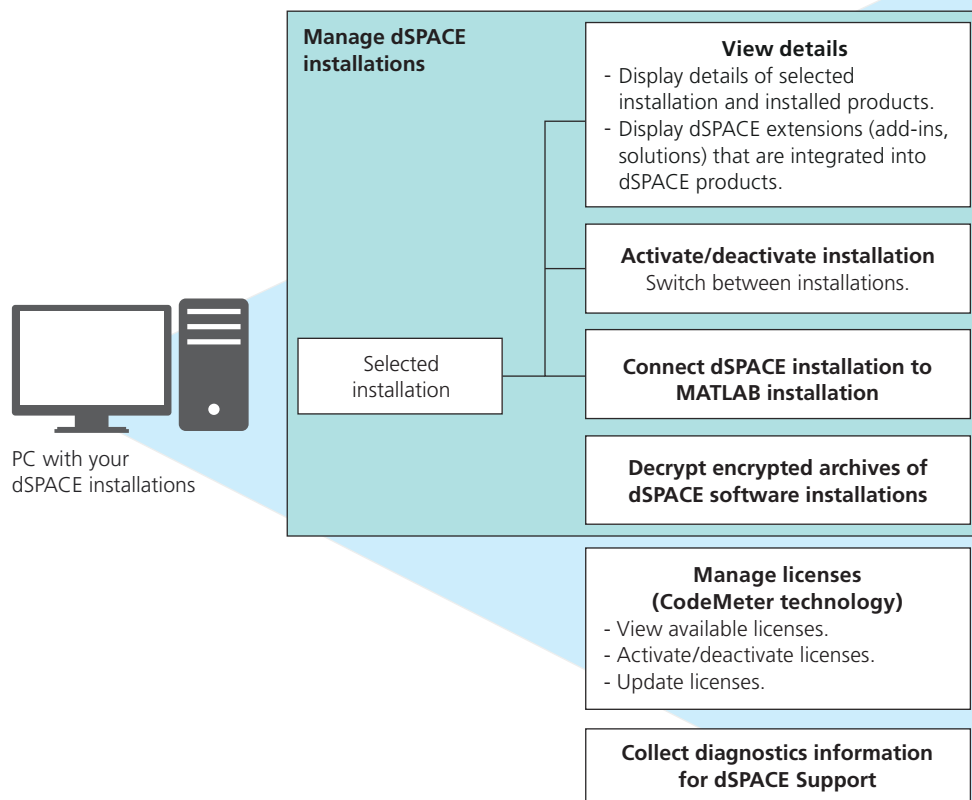 Manage dSPACE
installations
View details
- Display details of selected
installation and installed products.
- Display dSPACE extensions (add-ins,
solutions) that are integrated into
dSPACE products.
Activate/deactivate installation
Switch between installations.
Selected
installation
Connect dSPACE installation to
MATLAB installation
PC with your
dSPACE installations
Decrypt encrypted archives of
dSPACE software installations
Manage licenses
(CodeMeter technology)
- View available licenses.
- Activate/deactivate licenses.
- Update licenses.
Collect diagnostics information
for dSPACE Support